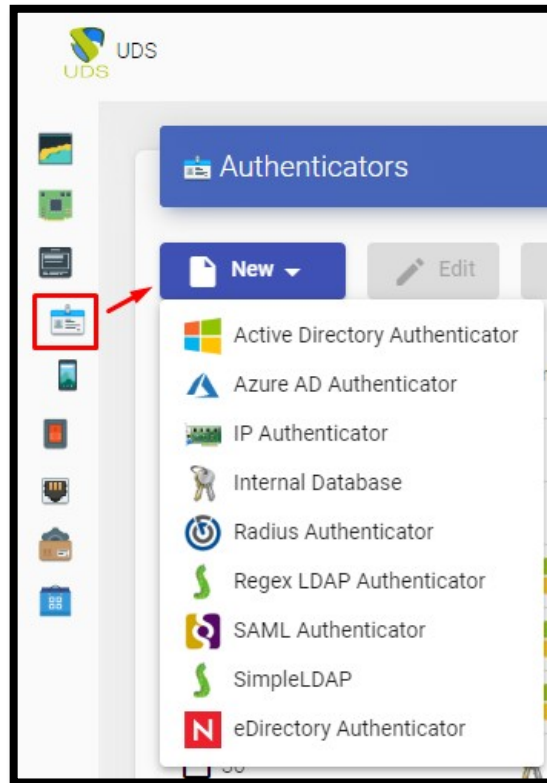 UDS
UDS
Authenticators
New
Edit
Active Directory Authenticator
Azure AD Authenticator
IP Authenticator
Internal Database
Radius Authenticator
Regex LDAP Authenticator
SAML Authenticator
SimpleLDAP
N
eDirectory Authenticator